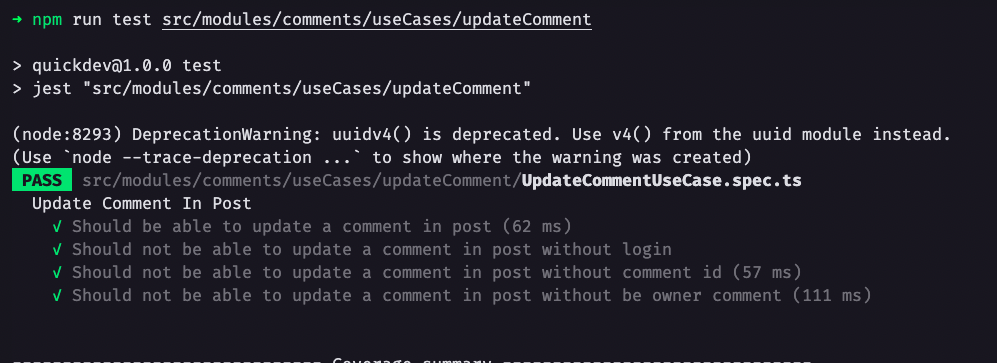 → npm run test src/modules/comments/useCases/updateComment
> quickdev@1.0.0 test
> jest "src/modules/comments/useCases/updateComment"
(node:8293) DeprecationWarning: uuidv4() is deprecated. Use v4() from the uuid module instead.
(Use `node --trace-deprecation ...` to show where the warning was created)
PASS src/modules/comments/useCases/updateComment/UpdateCommentUseCase.spec.ts
Update Comment In Post
√ Should be able to update a comment in post (62 ms)
√ Should not be able to update a comment in post without login
√ Should not be able to update a comment in post without comment id (57 ms)
√ Should not be able to update a comment in post without be owner comment (111 ms)
=============================== Coverage summary ===============================